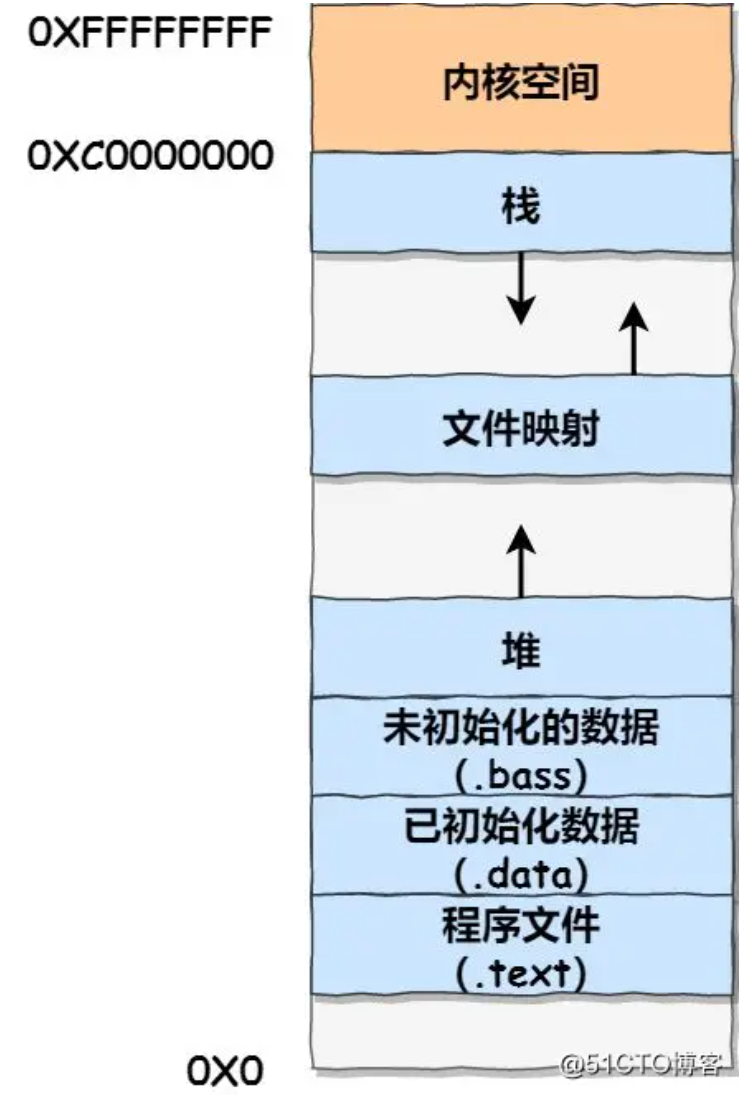 0XFFFFFFFF
内核空间
0XC0000000
栈
文件映射
堆
未初始化的数据
(.bass)
已初始化数据
(.data)
程序文件
(.text)
0X0
@51CTO博客